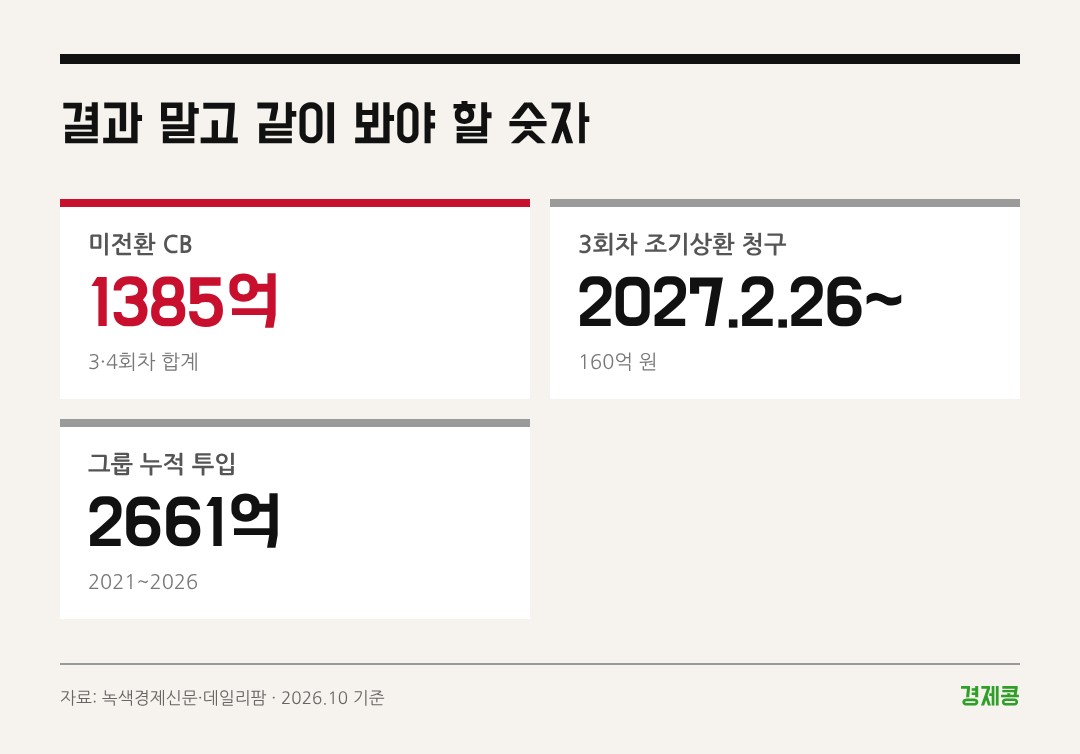 결과 말고 같이 봐야 할 숫자
미전환 CB
1385억
3·4회차 합계
3회차 조기상환 청구
2027.2.26~
160억 원
그룹 누적 투입
2661억
2021~2026
자료: 녹색경제신문·데일리팜 · 2026.10 기준
경제콩